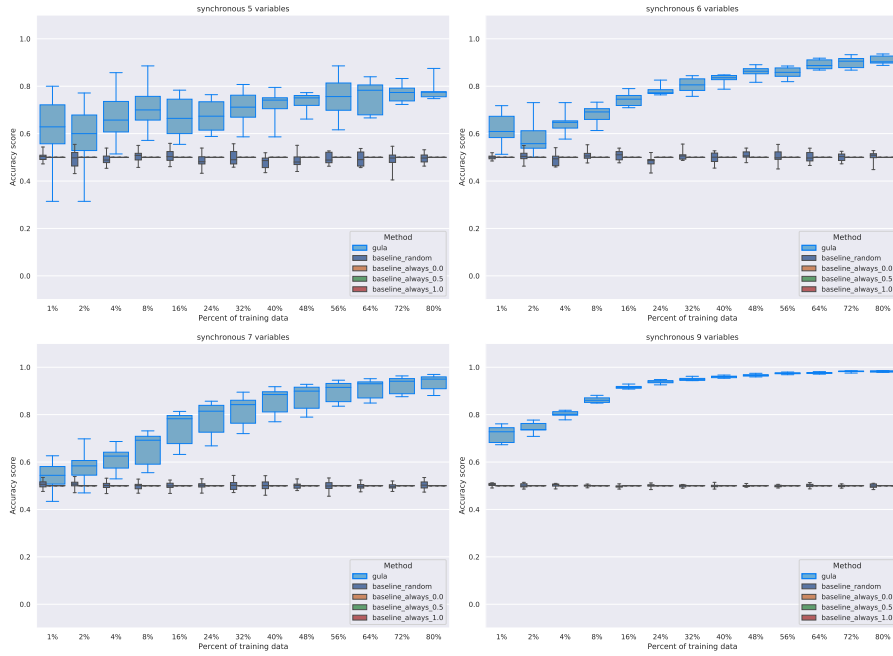 synchronous 5 variables
1.0
0.8
0.6
0.4
0.2
0.0
Accuracy score
1% 2% 4% 8% 16% 24% 32% 40% 48% 56% 64% 72% 80%
Percent of training data
Method
gula
baseline_random
baseline_always_0.0
baseline_always_0.5
baseline_always_1.0
synchronous 6 variables
1.0
0.8
0.6
0.4
0.2
0.0
Accuracy score
1% 2% 4% 8% 16% 24% 32% 40% 48% 56% 64% 72% 80%
Percent of training data
Method
gula
baseline_random
baseline_always_0.0
baseline_always_0.5
baseline_always_1.0
synchronous 7 variables
1.0
0.8
0.6
0.4
0.2
0.0
Accuracy score
1% 2% 4% 8% 16% 24% 32% 40% 48% 56% 64% 72% 80%
Percent of training data
Method
gula
baseline_random
baseline_always_0.0
baseline_always_0.5
baseline_always_1.0
synchronous 9 variables
1.0
0.8
0.6
0.4
0.2
0.0
Accuracy score
1% 2% 4% 8% 16% 24% 32% 40% 48% 56% 64% 72% 80%
Percent of training data
Method
gula
baseline_random
baseline_always_0.0
baseline_always_0.5
baseline_always_1.0